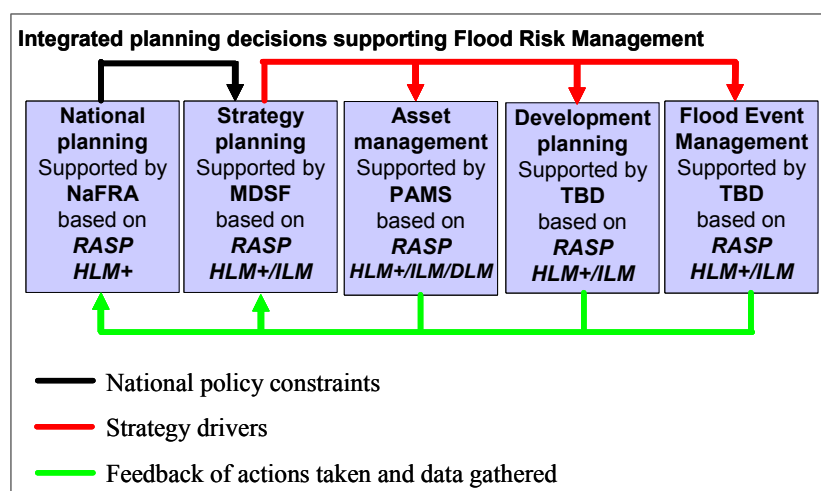 Integrated planning decisions supporting Flood Risk Management
National
planning
Supported by
NaFRA
based on
RASP
HLM+
Strategy
planning
Supported by
MDSF
based on
RASP
HLM+/ILM
Asset
management
Supported by
PAMS
based on
RASP
HLM+/ILM/DLM
Development
planning
Supported by
TBD
based on
RASP
HLM+/ILM
Flood Event
Management
Supported by
TBD
based on
RASP
HLM+/ILM
National policy constraints
Strategy drivers
Feedback of actions taken and data gathered